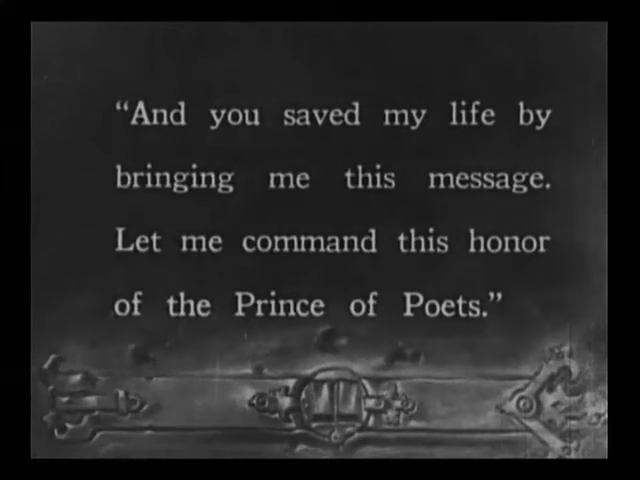 “And you saved my life by
bringing me this message.
Let me command this honor
of the Prince of Poets.”